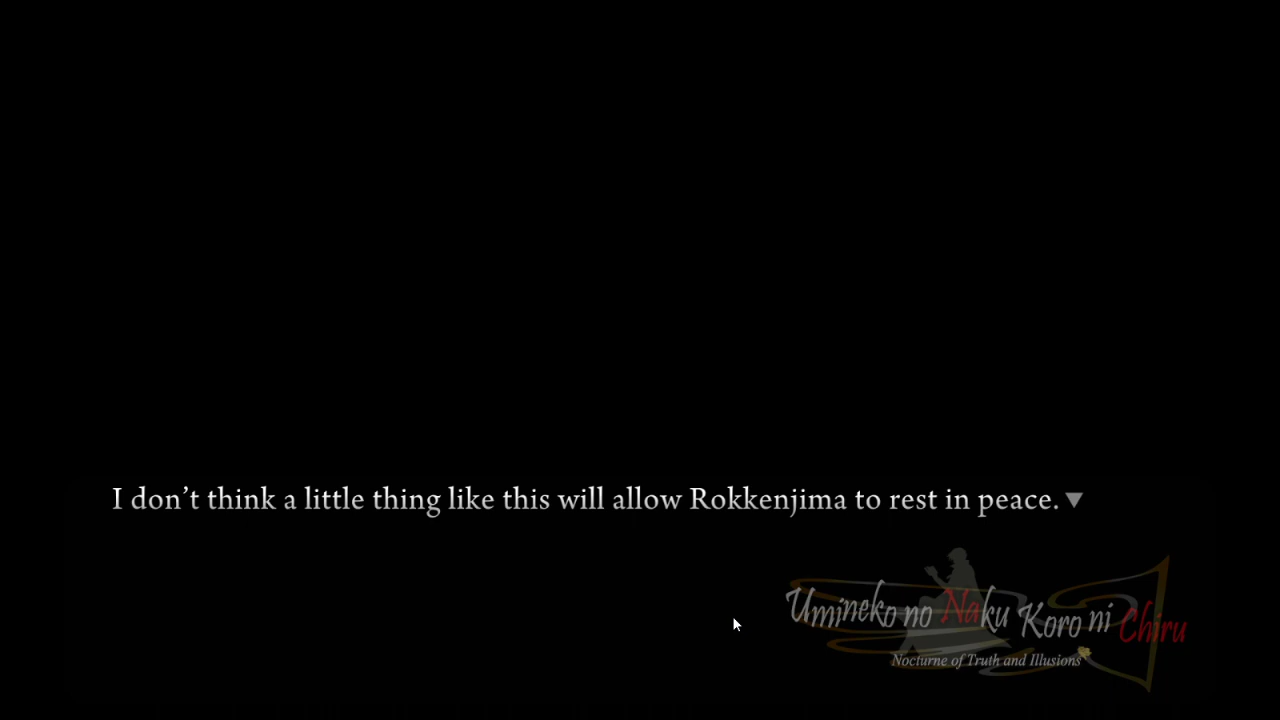 I don't think a little thing like this will allow Rokkenjima to rest in peace.
Umineko no Naku Koro ni Chiru
Nocturne of Truth and Illusions